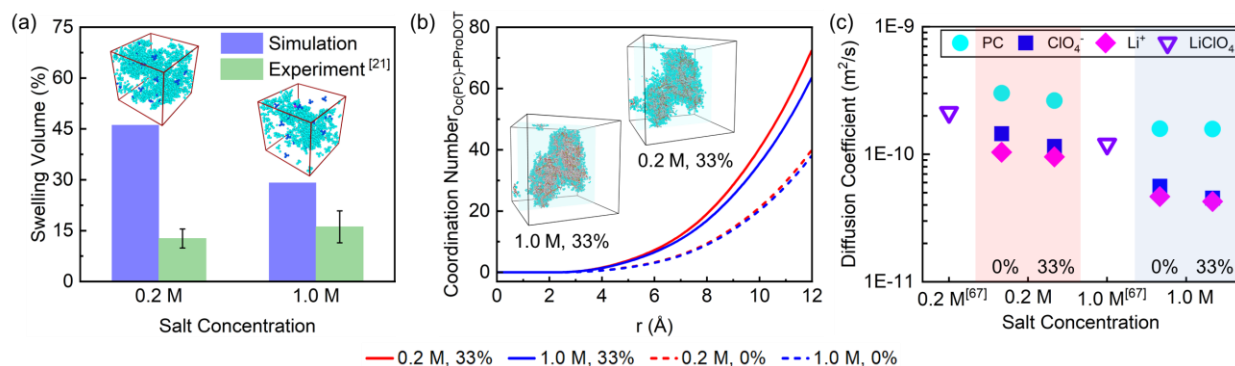 (a)
75
60
45
30
15
0
Swelling Volume (%)
Simulation
Experiment [21]
0.2 M
1.0 M
Salt Concentration
(b)
80
60
40
20
0
Coordination Number Oc(PC)-PProDOT
0.2 M, 33%
1.0 M, 33%
0 2 4 6 8 10 12
r (Å)
(c)
1E-9
1E-10
1E-11
Diffusion Coefficient (m²/s)
PC ClO₄⁻ Li⁺ LiClO₄
0% 33% 0% 33%
0.2 M[67] 0.2 M 1.0 M[67] 1.0 M
Salt Concentration
0.2 M, 33% 1.0 M, 33% 0.2 M, 0% 1.0 M, 0%